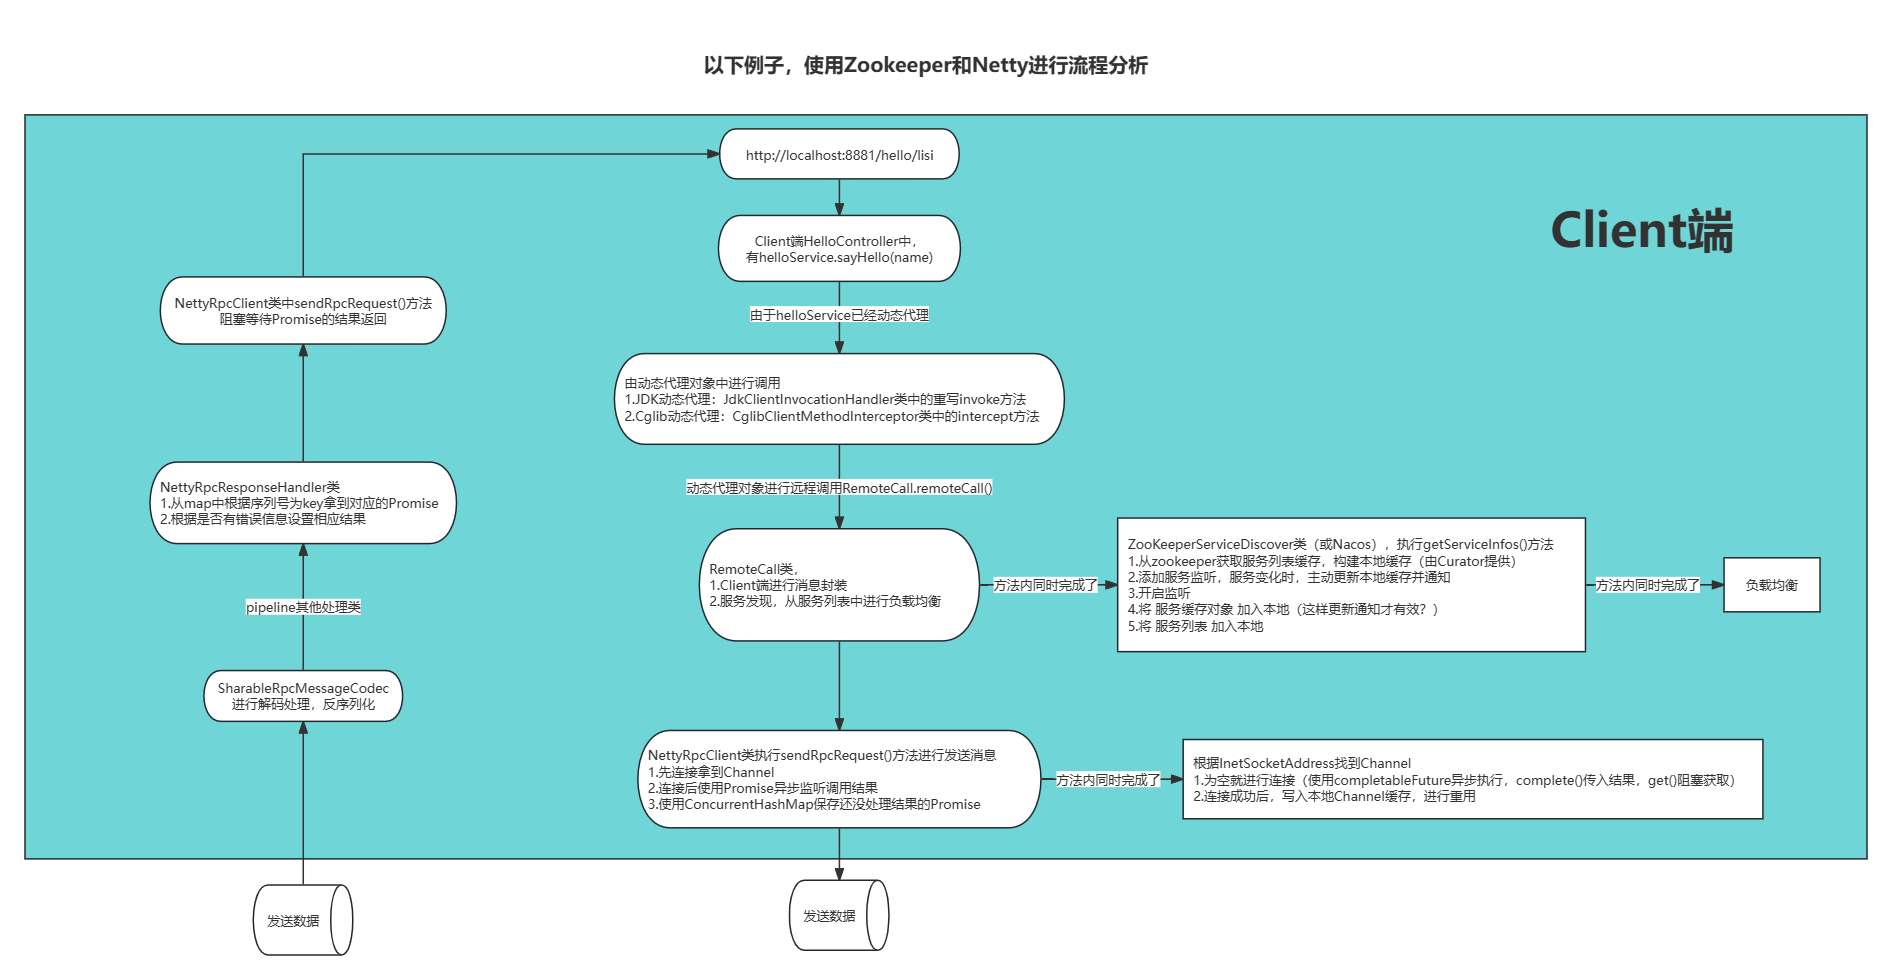 以下例子，使用Zookeeper和Netty进行流程分析
Client端
http://localhost:8881/hello/lisi
Client端HelloController中，
有helloService.sayHello(name)
由于helloService已经动态代理
由动态代理对象中进行调用
1.JDK动态代理：JdkClientInvocationHandler类中的重写invoke方法
2.Cglib动态代理：CglibClientMethodInterceptor类中的intercept方法
动态代理对象进行远程调用RemoteCall.remoteCall()
RemoteCall类，
1.Client端进行消息封装
2.服务发现，从服务列表中进行负载均衡
方法内同时完成了
ZooKeeperServiceDiscover类（或Nacos），执行getServiceInfos()方法
1.从zookeeper获取服务列表缓存，构建本地缓存（由Curator提供）
2.添加服务监听，服务变化时，主动更新本地缓存并通知
3.开启监听
4.将 服务缓存对象 加入本地（这样更新通知才有效？）
5.将 服务列表 加入本地
方法内同时完成了
负载均衡
NettyRpcClient类执行sendRpcRequest()方法进行发送消息
1.先连接拿到Channel
2.连接后使用Promise异步监听调用结果
3.使用ConcurrentHashMap保存还没处理结果的Promise
方法内同时完成了
根据InetSocketAddress找到Channel
1.为空就进行连接（使用completableFuture异步执行，complete()传入结果，get()阻塞获取）
2.连接成功后，写入本地Channel缓存，进行重用
发送数据
发送数据
SharableRpcMessageCodec
进行解码处理，反序列化
pipeline其他处理类
NettyRpcResponseHandler类
1.从map中根据序列号为key拿到对应的Promise
2.根据是否有错误信息设置相应结果
NettyRpcClient类中sendRpcRequest()方法
阻塞等待Promise的结果返回